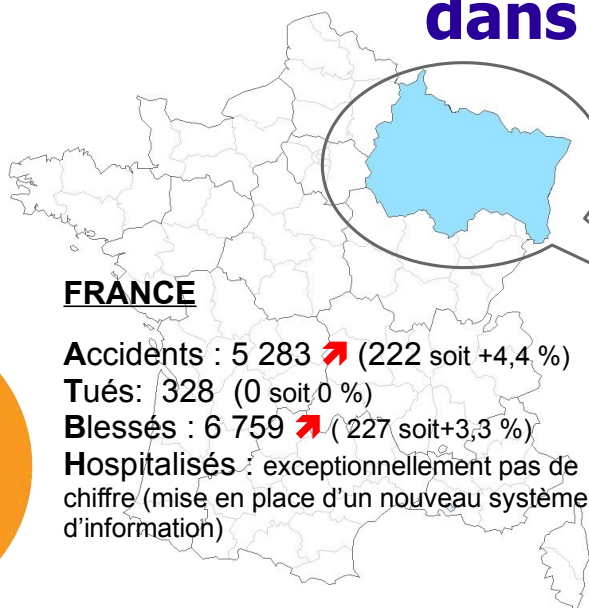 dans
FRANCE
Accidents : 5 283 (222 soit +4,4 %)
Tués: 328 (0 soit 0 %)
Blessés : 6 759 ( 227 soit+3,3 %)
Hospitalisés : exceptionnellement pas de
chiffre (mise en place d’un nouveau système
d’information)